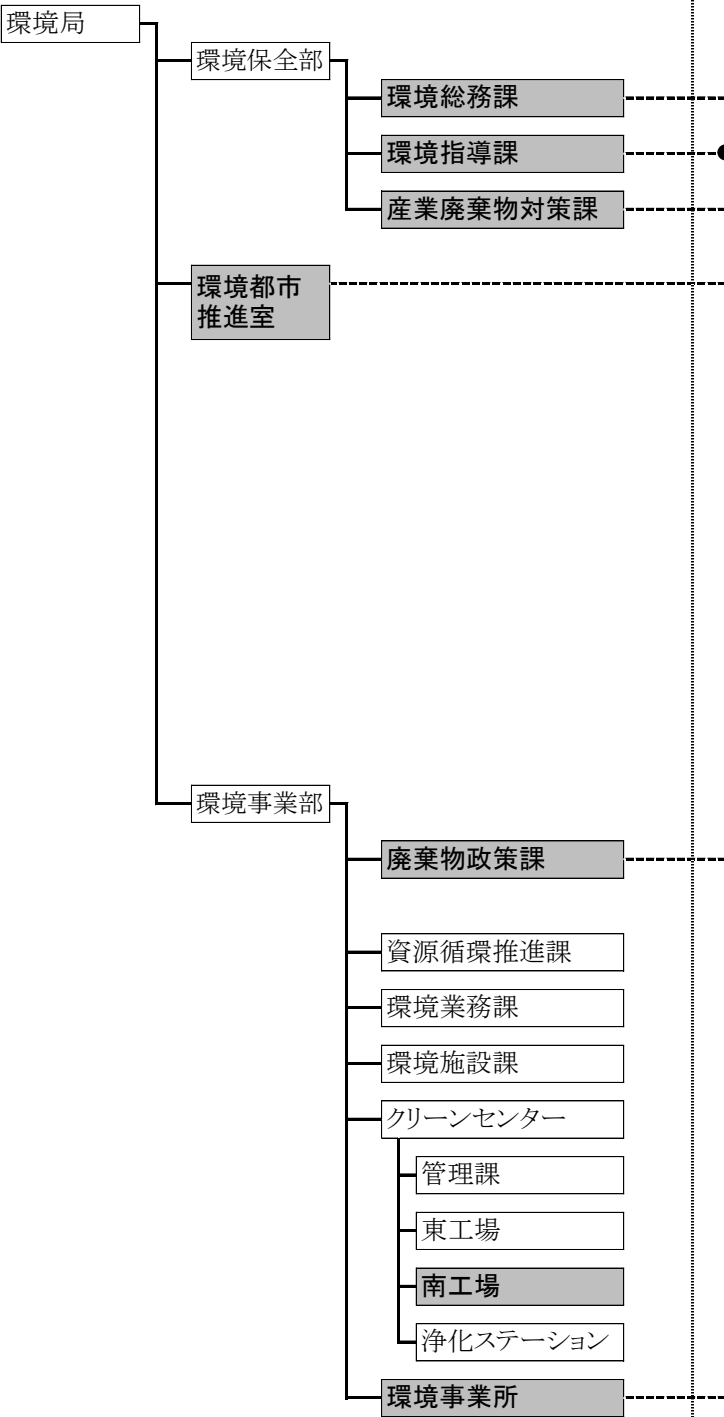 環境局
環境保全部
環境総務課
環境指導課
産業廃棄物対策課
環境都市
推進室
環境事業部
廃棄物政策課
資源循環推進課
環境業務課
環境施設課
クリーンセンター
管理課
東工場
南工場
浄化ステーション
環境事業所